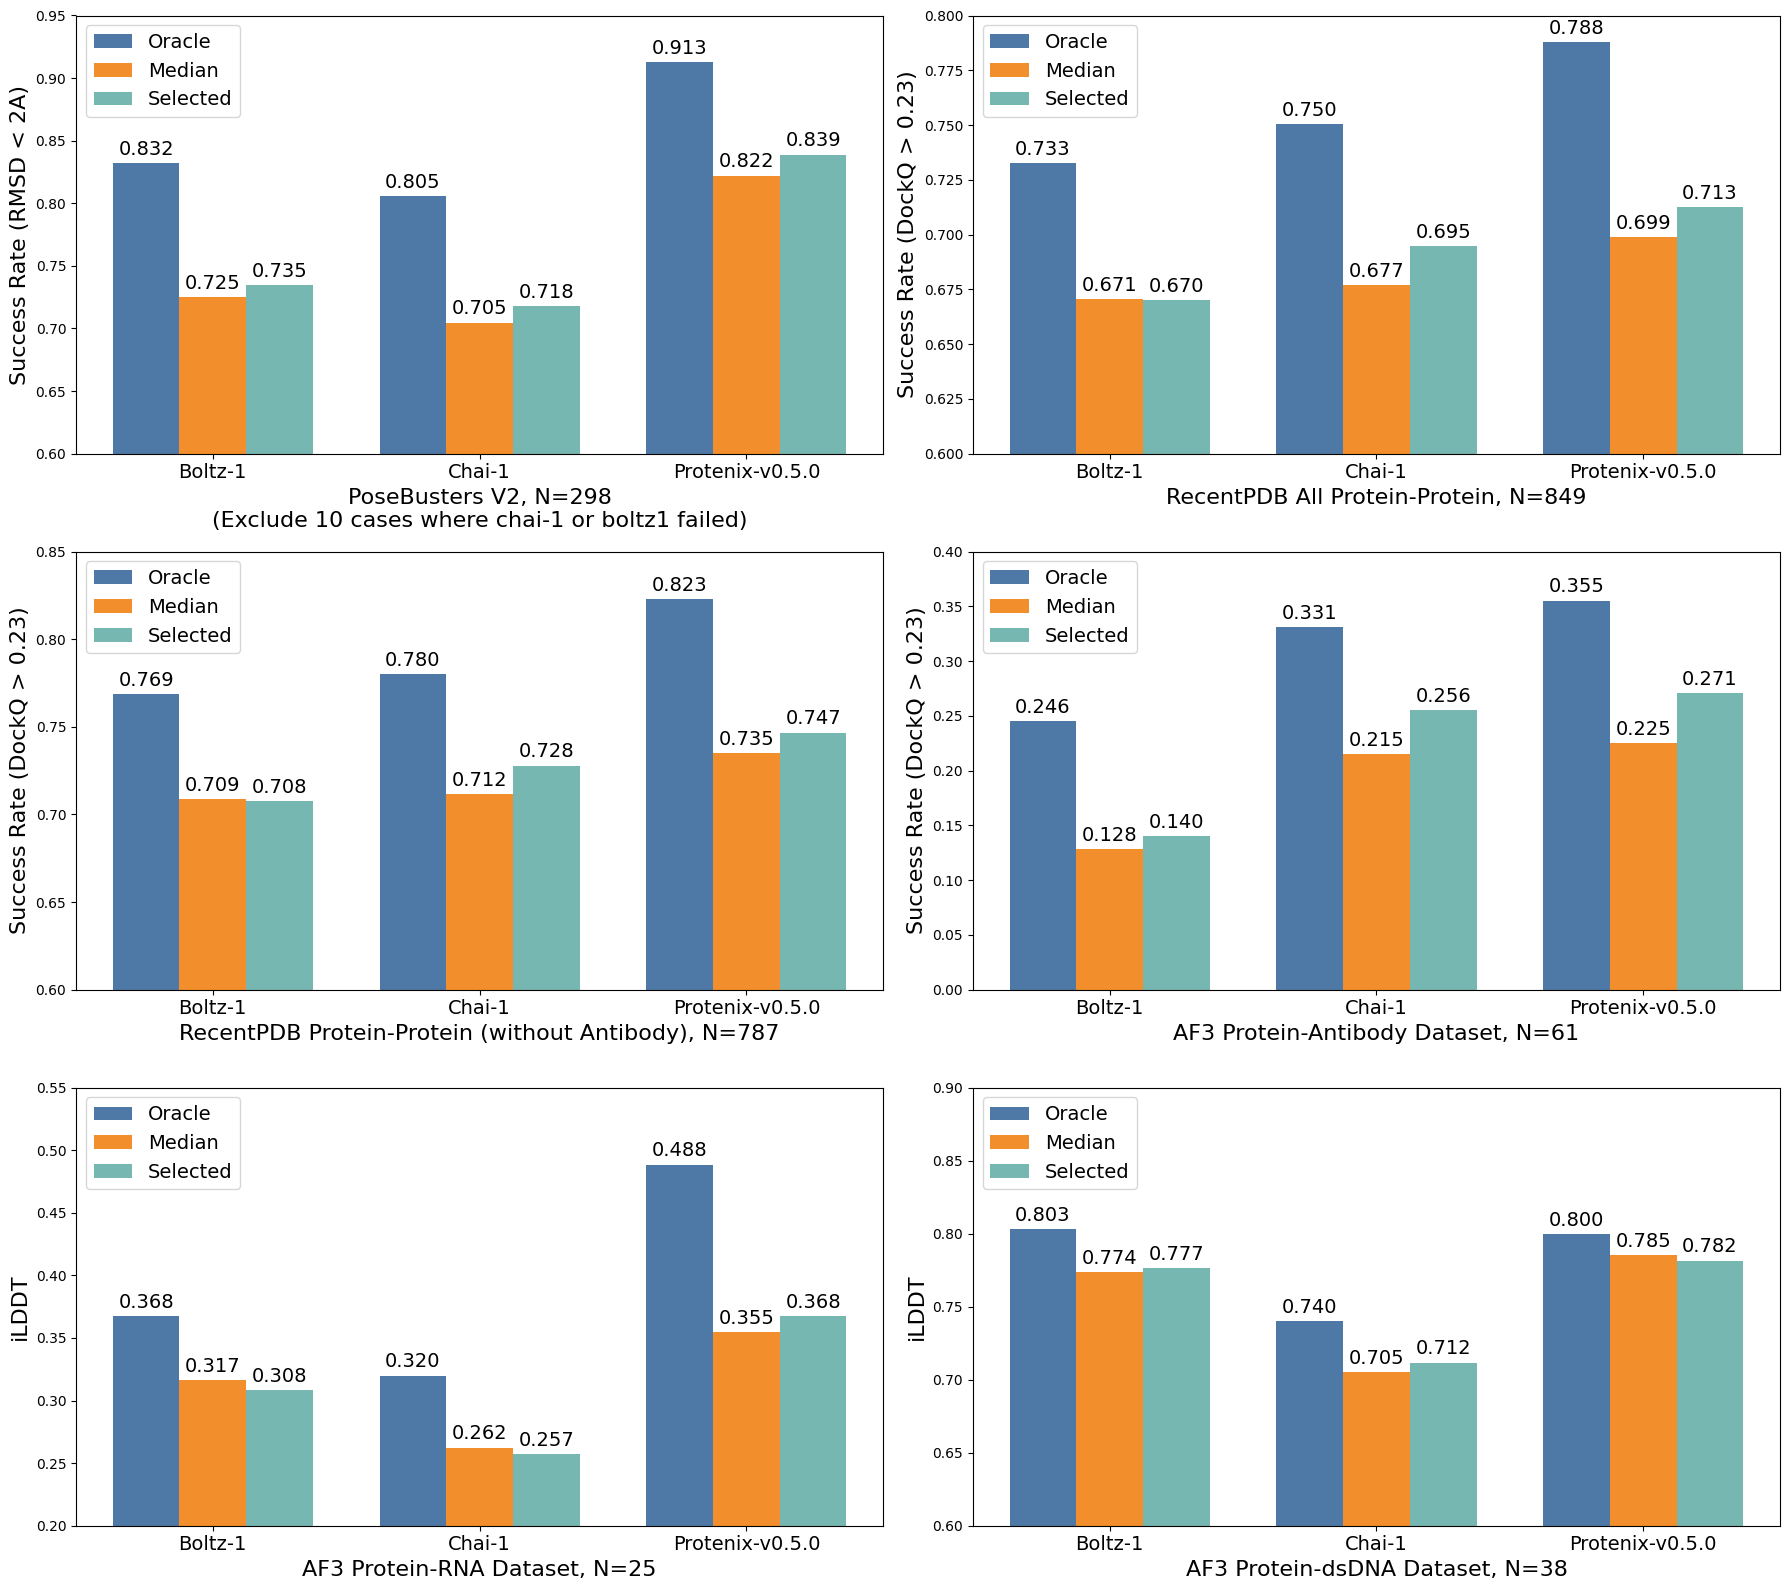 0.95
0.90
0.85
0.80
0.75
0.70
0.65
0.60
Success Rate (RMSD < 2A)
Oracle
Median
Selected
0.832
0.725
0.735
0.805
0.705
0.718
0.913
0.822
0.839
Boltz-1
Chai-1
Protenix-v0.5.0
PoseBusters V2, N=298
(Exclude 10 cases where chai-1 or boltz1 failed)
0.800
0.775
0.750
0.725
0.700
0.675
0.650
0.625
0.600
Success Rate (DockQ > 0.23)
Oracle
Median
Selected
0.733
0.671
0.670
0.750
0.677
0.695
0.788
0.699
0.713
Boltz-1
Chai-1
Protenix-v0.5.0
RecentPDB All Protein-Protein, N=849
0.85
0.80
0.75
0.70
0.65
0.60
Success Rate (DockQ > 0.23)
Oracle
Median
Selected
0.769
0.709
0.708
0.780
0.712
0.728
0.823
0.735
0.747
Boltz-1
Chai-1
Protenix-v0.5.0
RecentPDB Protein-Protein (without Antibody), N=787
0.40
0.35
0.30
0.25
0.20
0.15
0.10
0.05
0.00
Success Rate (DockQ > 0.23)
Oracle
Median
Selected
0.246
0.128
0.140
0.331
0.215
0.256
0.355
0.225
0.271
Boltz-1
Chai-1
Protenix-v0.5.0
AF3 Protein-Antibody Dataset, N=61
0.55
0.50
0.45
0.40
0.35
0.30
0.25
0.20
iLDDT
Oracle
Median
Selected
0.368
0.317
0.308
0.320
0.262
0.257
0.488
0.355
0.368
Boltz-1
Chai-1
Protenix-v0.5.0
AF3 Protein-RNA Dataset, N=25
0.90
0.85
0.80
0.75
0.70
0.65
0.60
iLDDT
Oracle
Median
Selected
0.803
0.774
0.777
0.740
0.705
0.712
0.800
0.785
0.782
Boltz-1
Chai-1
Protenix-v0.5.0
AF3 Protein-dsDNA Dataset, N=38